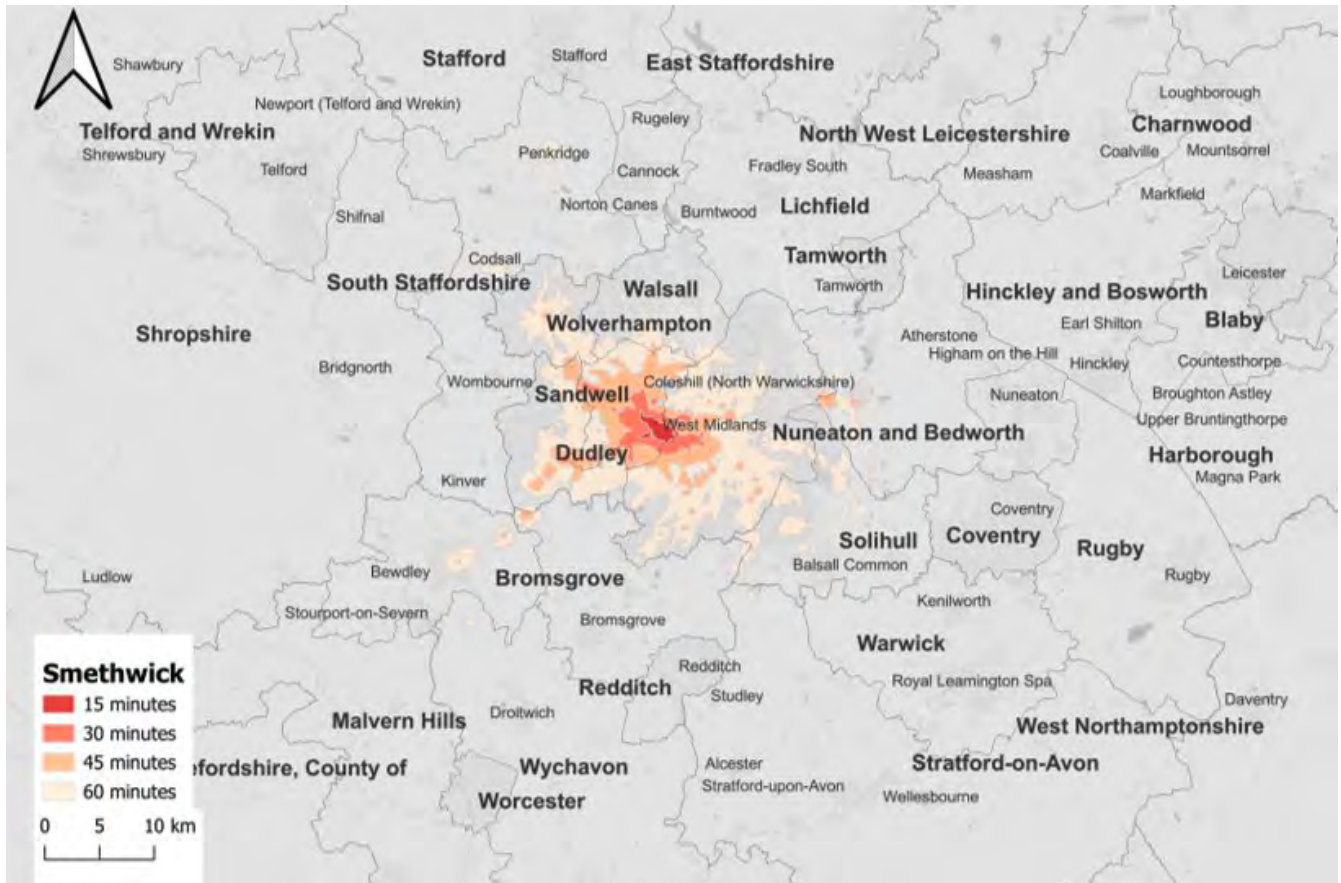 Stafford
Stafford
East Staffordshire
Shawbury
Loughborough
Newport (Telford and Wrekin)
Rugeley
Telford and Wrekin
North West Leicestershire
Charnwood
Shrewsbury
Penkridge
Coalville
Mountsorrel
Telford
Cannock
Fradley South
Measham
Markfield
Norton Canes
Burntwood
Lichfield
Shifnal
Codsall
Tamworth
Leicester
South Staffordshire
Walsall
Tamworth
Hinckley and Bosworth
Shropshire
Wolverhampton
Atherstone
Earl Shilton
Blaby
Higham on the Hill
Bridgnorth
Wombourne
Coleshill (North Warwickshire)
Hinckley
Countesthorpe
Sandwell
Nuneaton
Broughton Astley
West Midlands
Nuneaton and Bedworth
Upper Bruntingthorpe
Dudley
Harborough
Kinver
Magna Park
Coventry
Solihull
Coventry
Rugby
Balsall Common
Ludlow
Bewdley
Bromsgrove
Rugby
Stourport-on-Severn
Kenilworth
Bromsgrove
Warwick
Redditch
Redditch
Royal Leamington Spa
Studley
Daventry
Malvern Hills
Droitwich
West Northamptonshire
efordshire, County of
Wychavon
Alcester
Stratford-on-Avon
Stratford-upon-Avon
Worcester
Wellesbourne
Smethwick
15 minutes
30 minutes
45 minutes
60 minutes
0 5 10 km